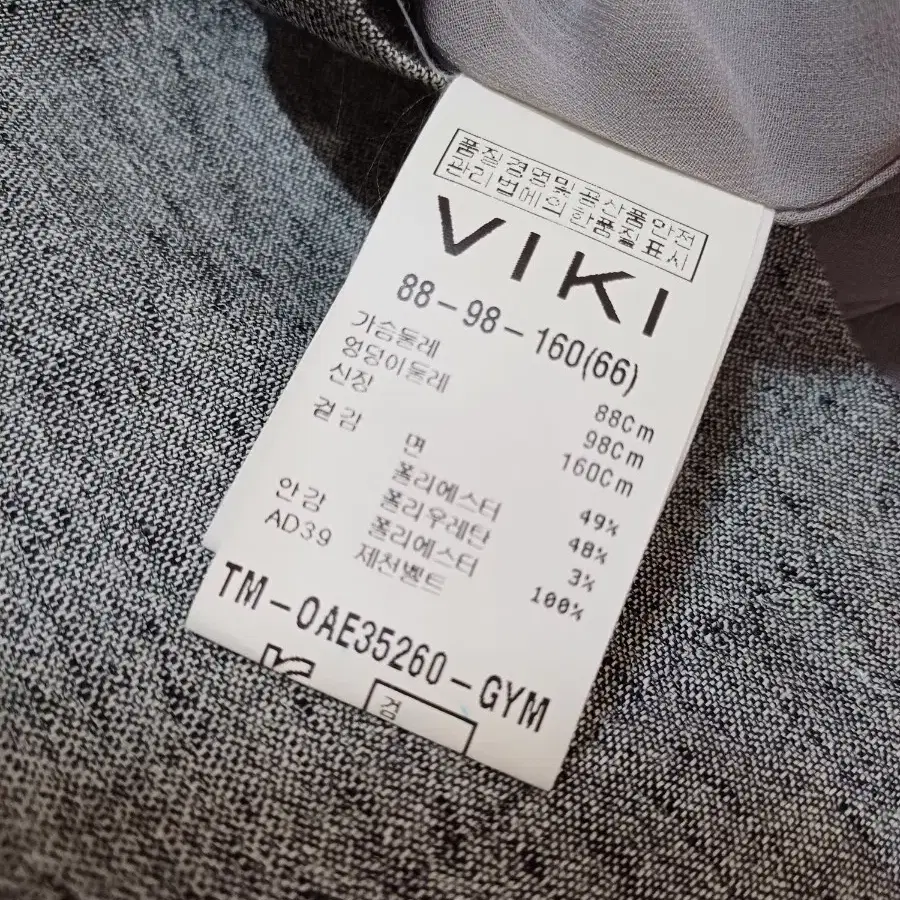 품질경영및공산품안전
관리법에의한품질표시
VIKI
88-98-160(66)
가슴둘레 88Cm
엉덩이둘레 98Cm
신장 160Cm
겉감 면 49%
폴리에스터 48%
폴리우레탄 3%
안감 폴리에스터 100%
AD39 제천벨트
TM-0AE35260-GYM
경